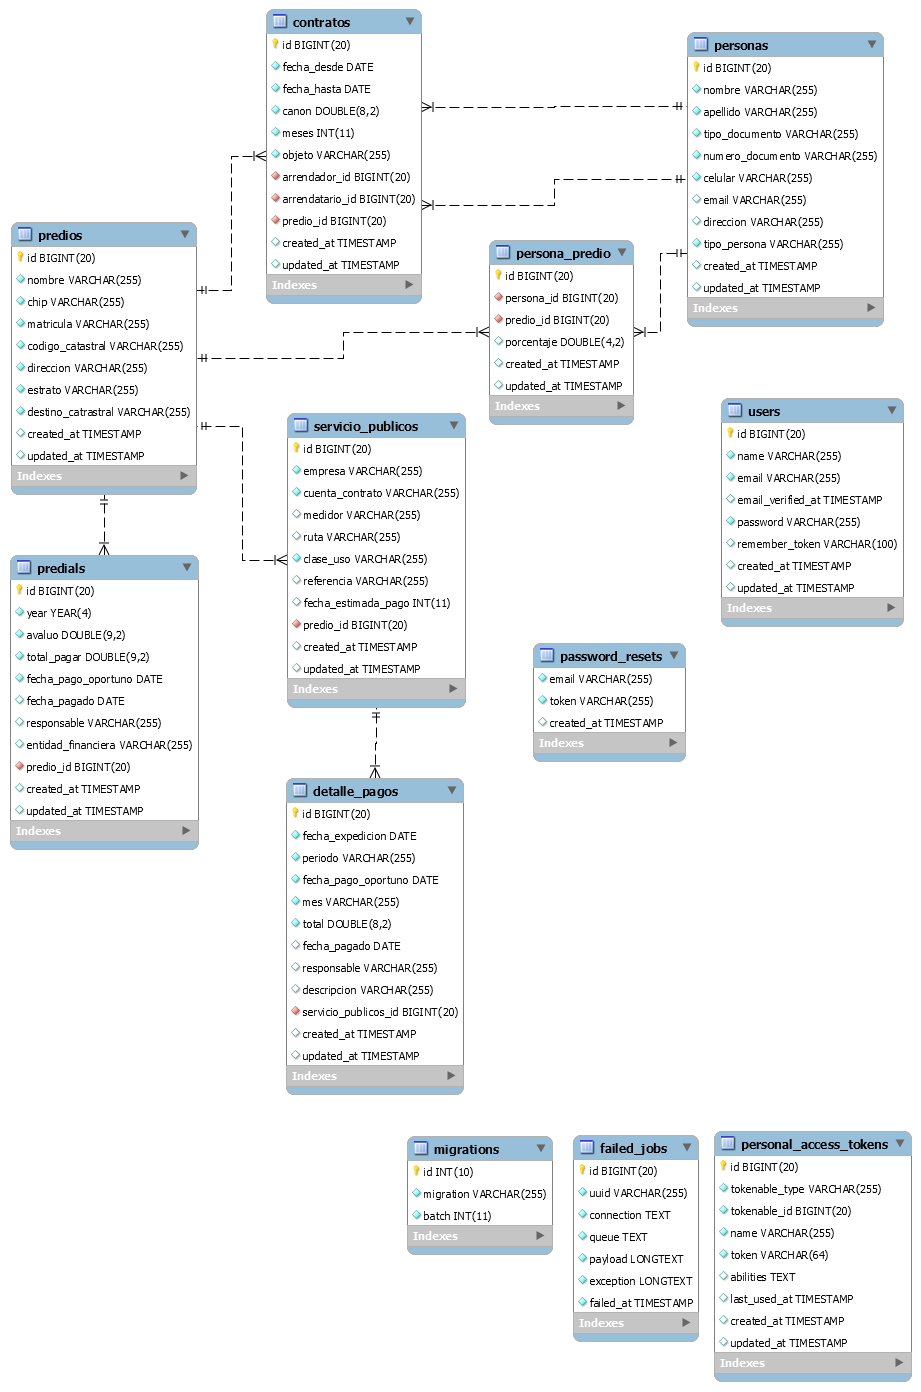 contratos
id BIGINT(20)
fecha_desde DATE
fecha_hasta DATE
canon DOUBLE(8,2)
meses INT(11)
objeto VARCHAR(255)
arrendador_id BIGINT(20)
arrendatario_id BIGINT(20)
predio_id BIGINT(20)
created_at TIMESTAMP
updated_at TIMESTAMP
Indexes
personas
id BIGINT(20)
nombre VARCHAR(255)
apellido VARCHAR(255)
tipo_documento VARCHAR(255)
numero_documento VARCHAR(255)
celular VARCHAR(255)
email VARCHAR(255)
direccion VARCHAR(255)
tipo_persona VARCHAR(255)
created_at TIMESTAMP
updated_at TIMESTAMP
Indexes
predios
id BIGINT(20)
nombre VARCHAR(255)
chip VARCHAR(255)
matricula VARCHAR(255)
codigo_catastral VARCHAR(255)
direccion VARCHAR(255)
estrato VARCHAR(255)
destino_catrastral VARCHAR(255)
created_at TIMESTAMP
updated_at TIMESTAMP
Indexes
persona_predio
id BIGINT(20)
persona_id BIGINT(20)
predio_id BIGINT(20)
porcentaje DOUBLE(4,2)
created_at TIMESTAMP
updated_at TIMESTAMP
Indexes
servicio_publicos
id BIGINT(20)
empresa VARCHAR(255)
cuenta_contrato VARCHAR(255)
medidor VARCHAR(255)
ruta VARCHAR(255)
clase_uso VARCHAR(255)
referencia VARCHAR(255)
fecha_estimada_pago INT(11)
predio_id BIGINT(20)
created_at TIMESTAMP
updated_at TIMESTAMP
Indexes
users
id BIGINT(20)
name VARCHAR(255)
email VARCHAR(255)
email_verified_at TIMESTAMP
password VARCHAR(255)
remember_token VARCHAR(100)
created_at TIMESTAMP
updated_at TIMESTAMP
Indexes
predials
id BIGINT(20)
year YEAR(4)
avaluo DOUBLE(9,2)
total_pagar DOUBLE(9,2)
fecha_pago_oportuno DATE
fecha_pagado DATE
responsable VARCHAR(255)
entidad_financiera VARCHAR(255)
predio_id BIGINT(20)
created_at TIMESTAMP
updated_at TIMESTAMP
Indexes
password_resets
email VARCHAR(255)
token VARCHAR(255)
created_at TIMESTAMP
Indexes
detalle_pagos
id BIGINT(20)
fecha_expedicion DATE
periodo VARCHAR(255)
fecha_pago_oportuno DATE
mes VARCHAR(255)
total DOUBLE(8,2)
fecha_pagado DATE
responsable VARCHAR(255)
descripcion VARCHAR(255)
servicio_publicos_id BIGINT(20)
created_at TIMESTAMP
updated_at TIMESTAMP
Indexes
migrations
id INT(10)
migration VARCHAR(255)
batch INT(11)
Indexes
failed_jobs
id BIGINT(20)
uuid VARCHAR(255)
connection TEXT
queue TEXT
payload LONGTEXT
exception LONGTEXT
failed_at TIMESTAMP
Indexes
personal_access_tokens
id BIGINT(20)
tokenable_type VARCHAR(255)
tokenable_id BIGINT(20)
name VARCHAR(255)
token VARCHAR(64)
abilities TEXT
last_used_at TIMESTAMP
created_at TIMESTAMP
updated_at TIMESTAMP
Indexes